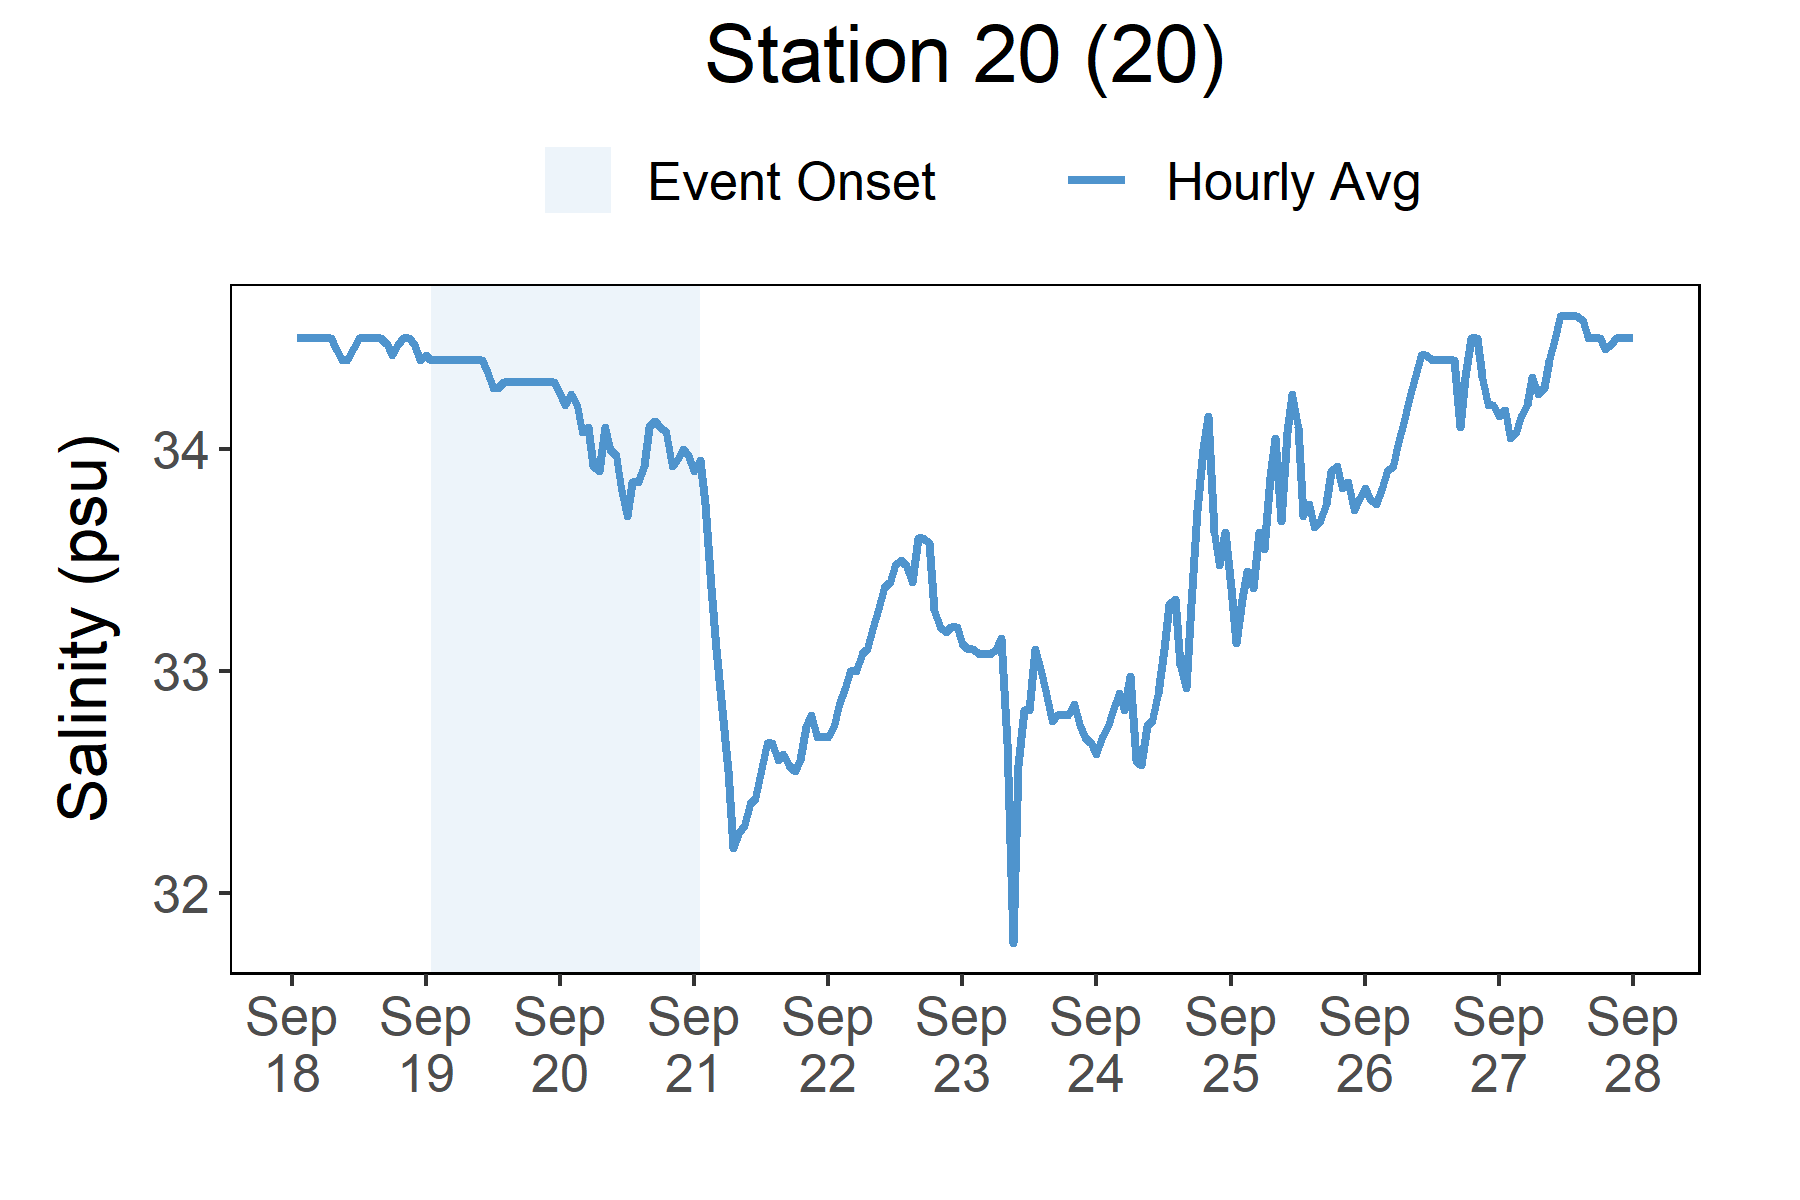 Station 20 (20)
Event Onset
Hourly Avg
Salinity (psu)
34
33
32
Sep 18
Sep 19
Sep 20
Sep 21
Sep 22
Sep 23
Sep 24
Sep 25
Sep 26
Sep 27
Sep 28